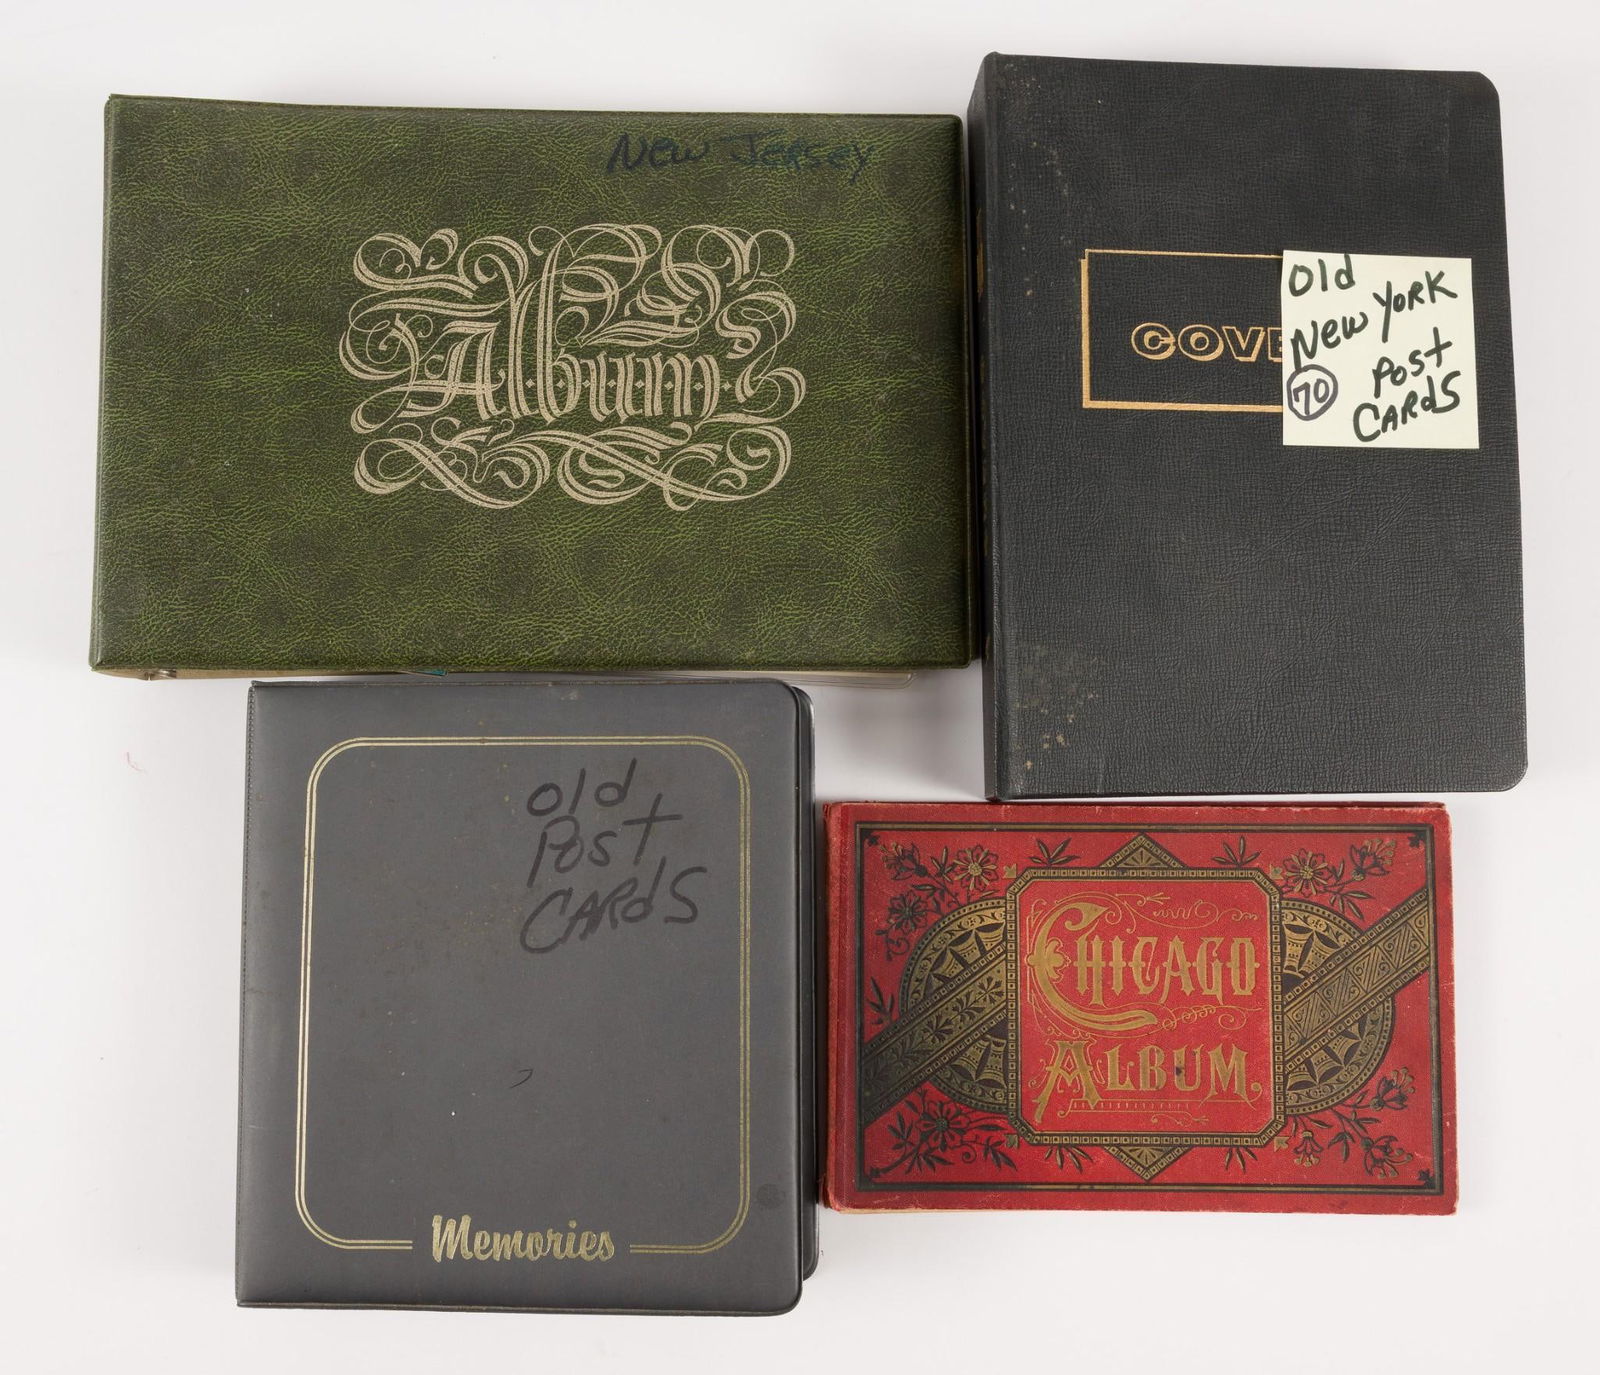 New Jersey
Album
COVE
Old
New York
70 Post
Cards
Old
Post
Cards
Memories
Chicago
Album